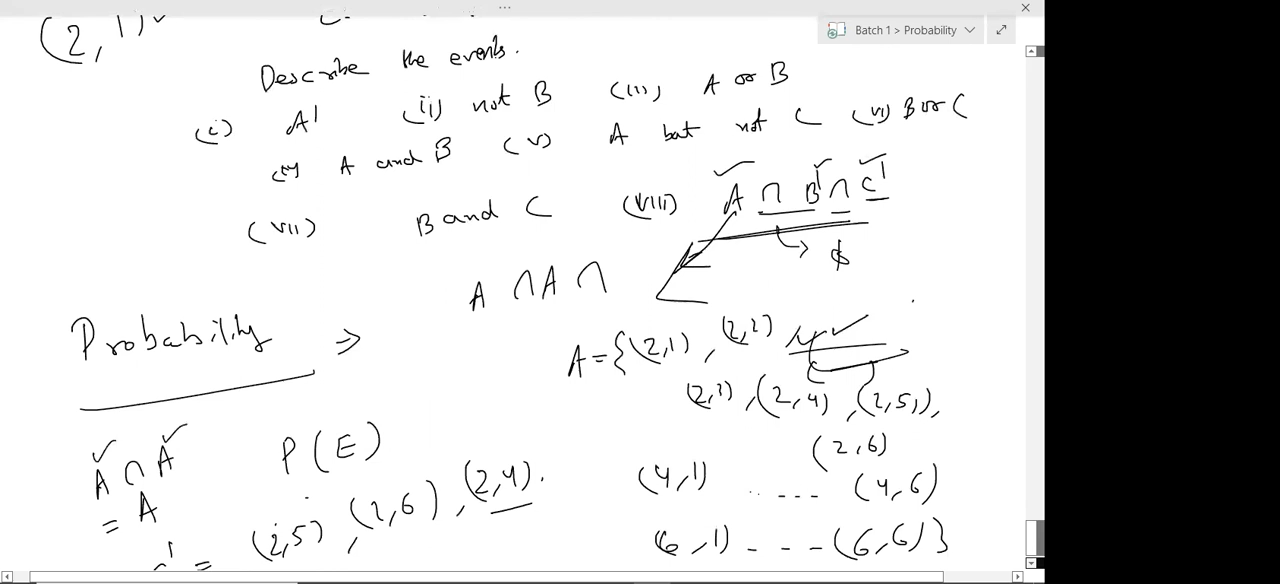 (2, 1)
Batch 1 > Probability
Describe the events.
(i) A' (ii) not B (iii) A or B
(iv) A and B (v) A but not C (vi) B or C
(vii) B and C (viii) A ∩ B' ∩ C'
ϕ
A ∩ A ∩
Probability ⇒
A = {(2,1), (2,2)
(2,3), (2,4), (2,5),
(2,6)
(4,1) ... --- (4,6)
(6,1) - - - (6,6)}
A ∩ A
= A
P(E)
(2,5), (2,6), (2,4).
' =